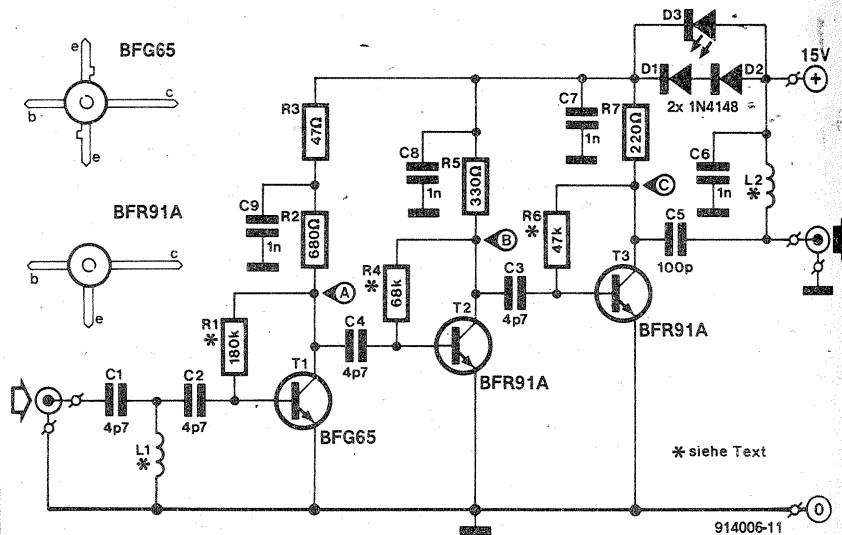 BFG65
e
b
c
e
BFR91A
b
c
e
R3
47Ω
C9
1n
R2
680Ω
A
R1
*
180k
C1
4p7
C2
4p7
L1
*
T1
BFG65
C4
4p7
C8
1n
R5
330Ω
B
R4
*
68k
T2
BFR91A
C3
4p7
C7
1n
R7
220Ω
C
R6
*
47k
T3
BFR91A
C5
100p
D3
D1
D2
2x 1N4148
15V
+
C6
1n
L2
*
* siehe Text
0
914006-11